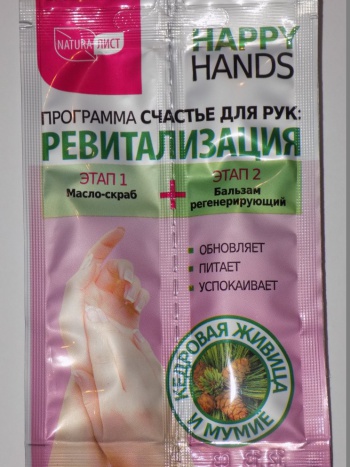 NATURA ЛИСТ
HAPPY
HANDS
ПРОГРАММА СЧАСТЬЕ ДЛЯ РУК:
РЕВИТАЛИЗАЦИЯ
ЭТАП 1
Масло-скраб
+
ЭТАП 2
Бальзам
регенерирующий
ОБНОВЛЯЕТ
ПИТАЕТ
УСПОКАИВАЕТ
КЕДРОВАЯ ЖИВИЦА
И МУМИЕ